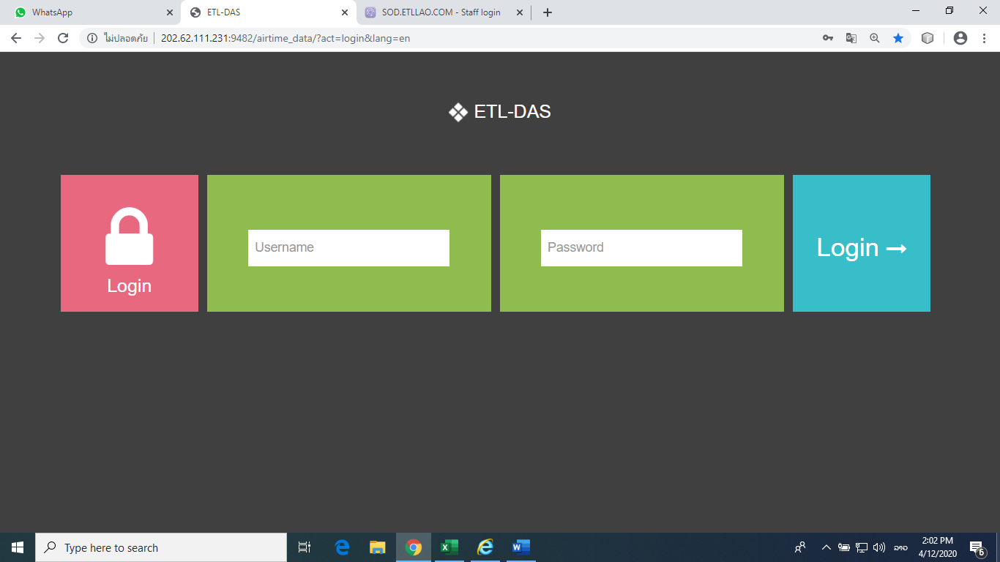 WhatsApp
ETL-DAS
SOD.ETLLAO.COM - Staff login
ไม่ปลอดภัย 202.62.111.231:9482/airtime_data/?act=login&lang=en
ETL-DAS
Login
Username
Password
Login
Type here to search
ລາວ
2:02 PM
4/12/2020
6